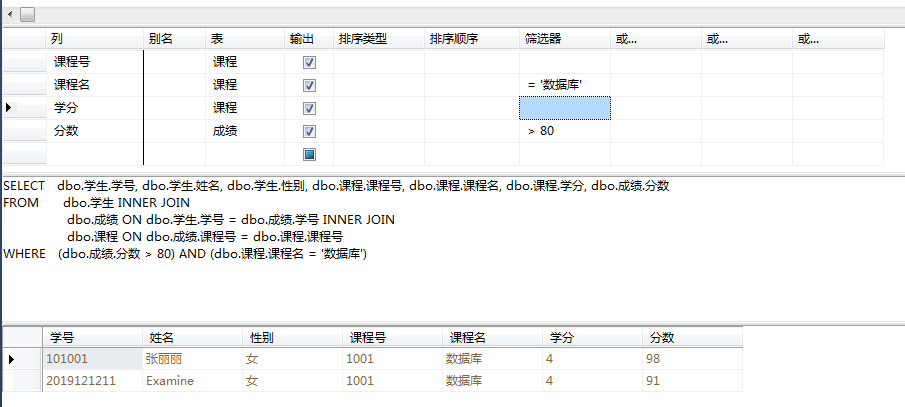 列 别名 表 输出 排序类型 排序顺序 筛选器 或... 或... 或...
课程号 课程
课程名 课程 = '数据库'
学分 课程
分数 成绩 > 80
SELECT dbo.学生.学号, dbo.学生.姓名, dbo.学生.性别, dbo.课程.课程号, dbo.课程.课程名, dbo.课程.学分, dbo.成绩.分数
FROM dbo.学生 INNER JOIN
dbo.成绩 ON dbo.学生.学号 = dbo.成绩.学号 INNER JOIN
dbo.课程 ON dbo.成绩.课程号 = dbo.课程.课程号
WHERE (dbo.成绩.分数 > 80) AND (dbo.课程.课程名 = '数据库')
学号 姓名 性别 课程号 课程名 学分 分数
101001 张丽丽 女 1001 数据库 4 98
2019121211 Examine 女 1001 数据库 4 91